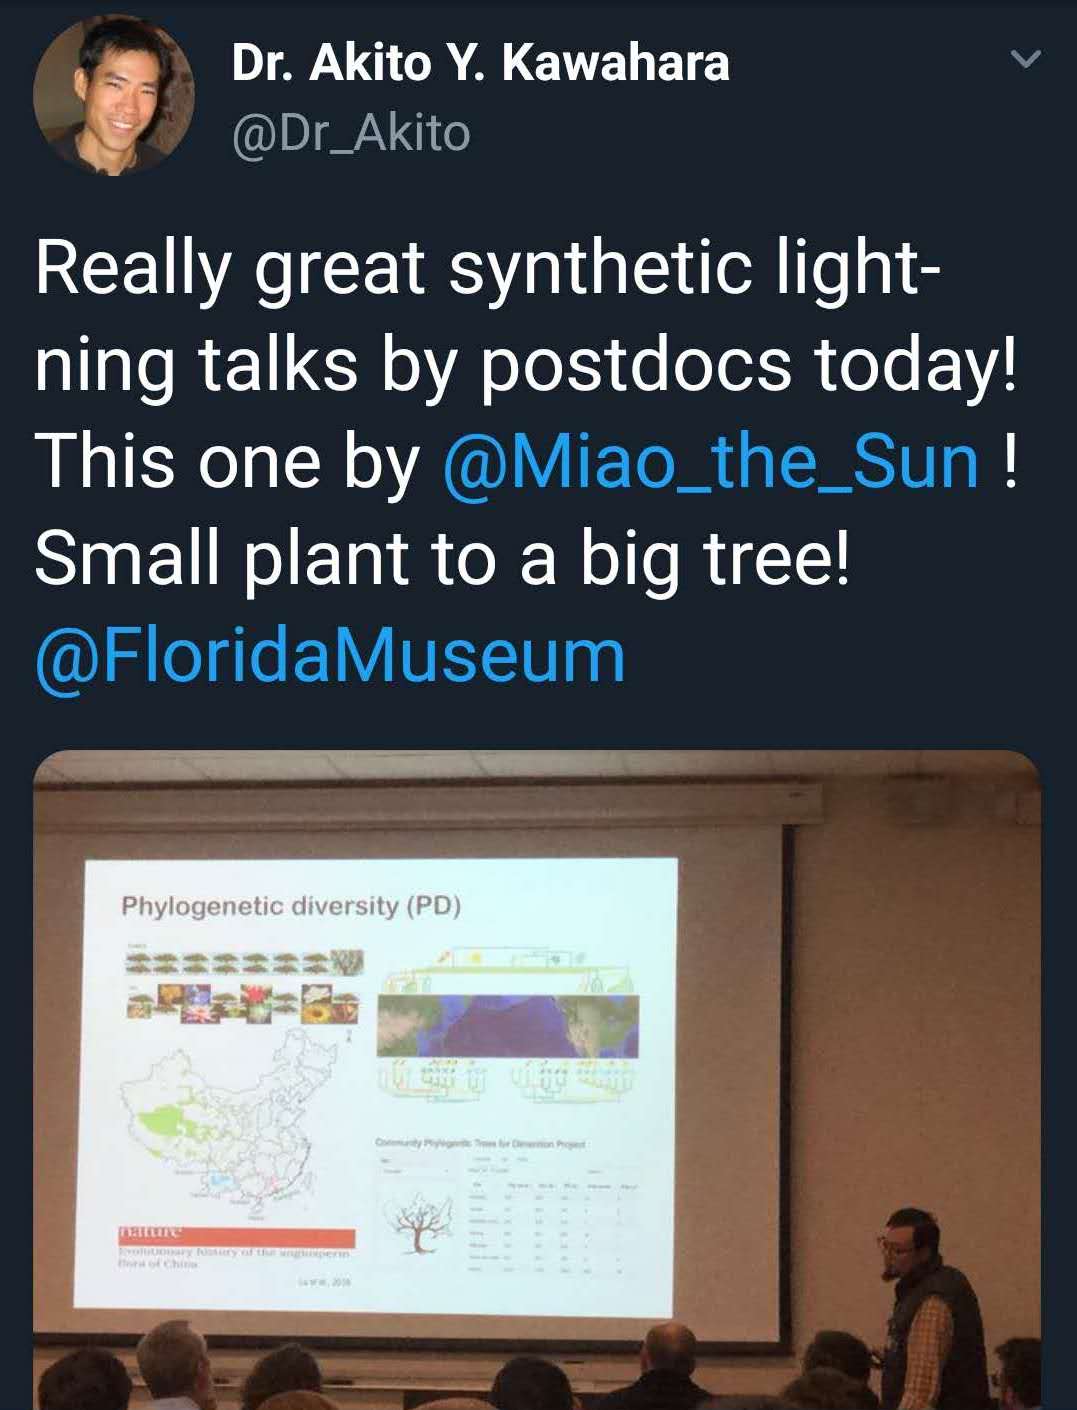 Dr. Akito Y. Kawahara
@Dr_Akito
Really great synthetic light-
ning talks by postdocs today!
This one by @Miao_the_Sun !
Small plant to a big tree!
@FloridaMuseum
Phylogenetic diversity (PD)
Community Phylogenetic Trees for Dimension Project
nature
Evolutionary history of the angiosperm
flora of China
Lu et al., 2018